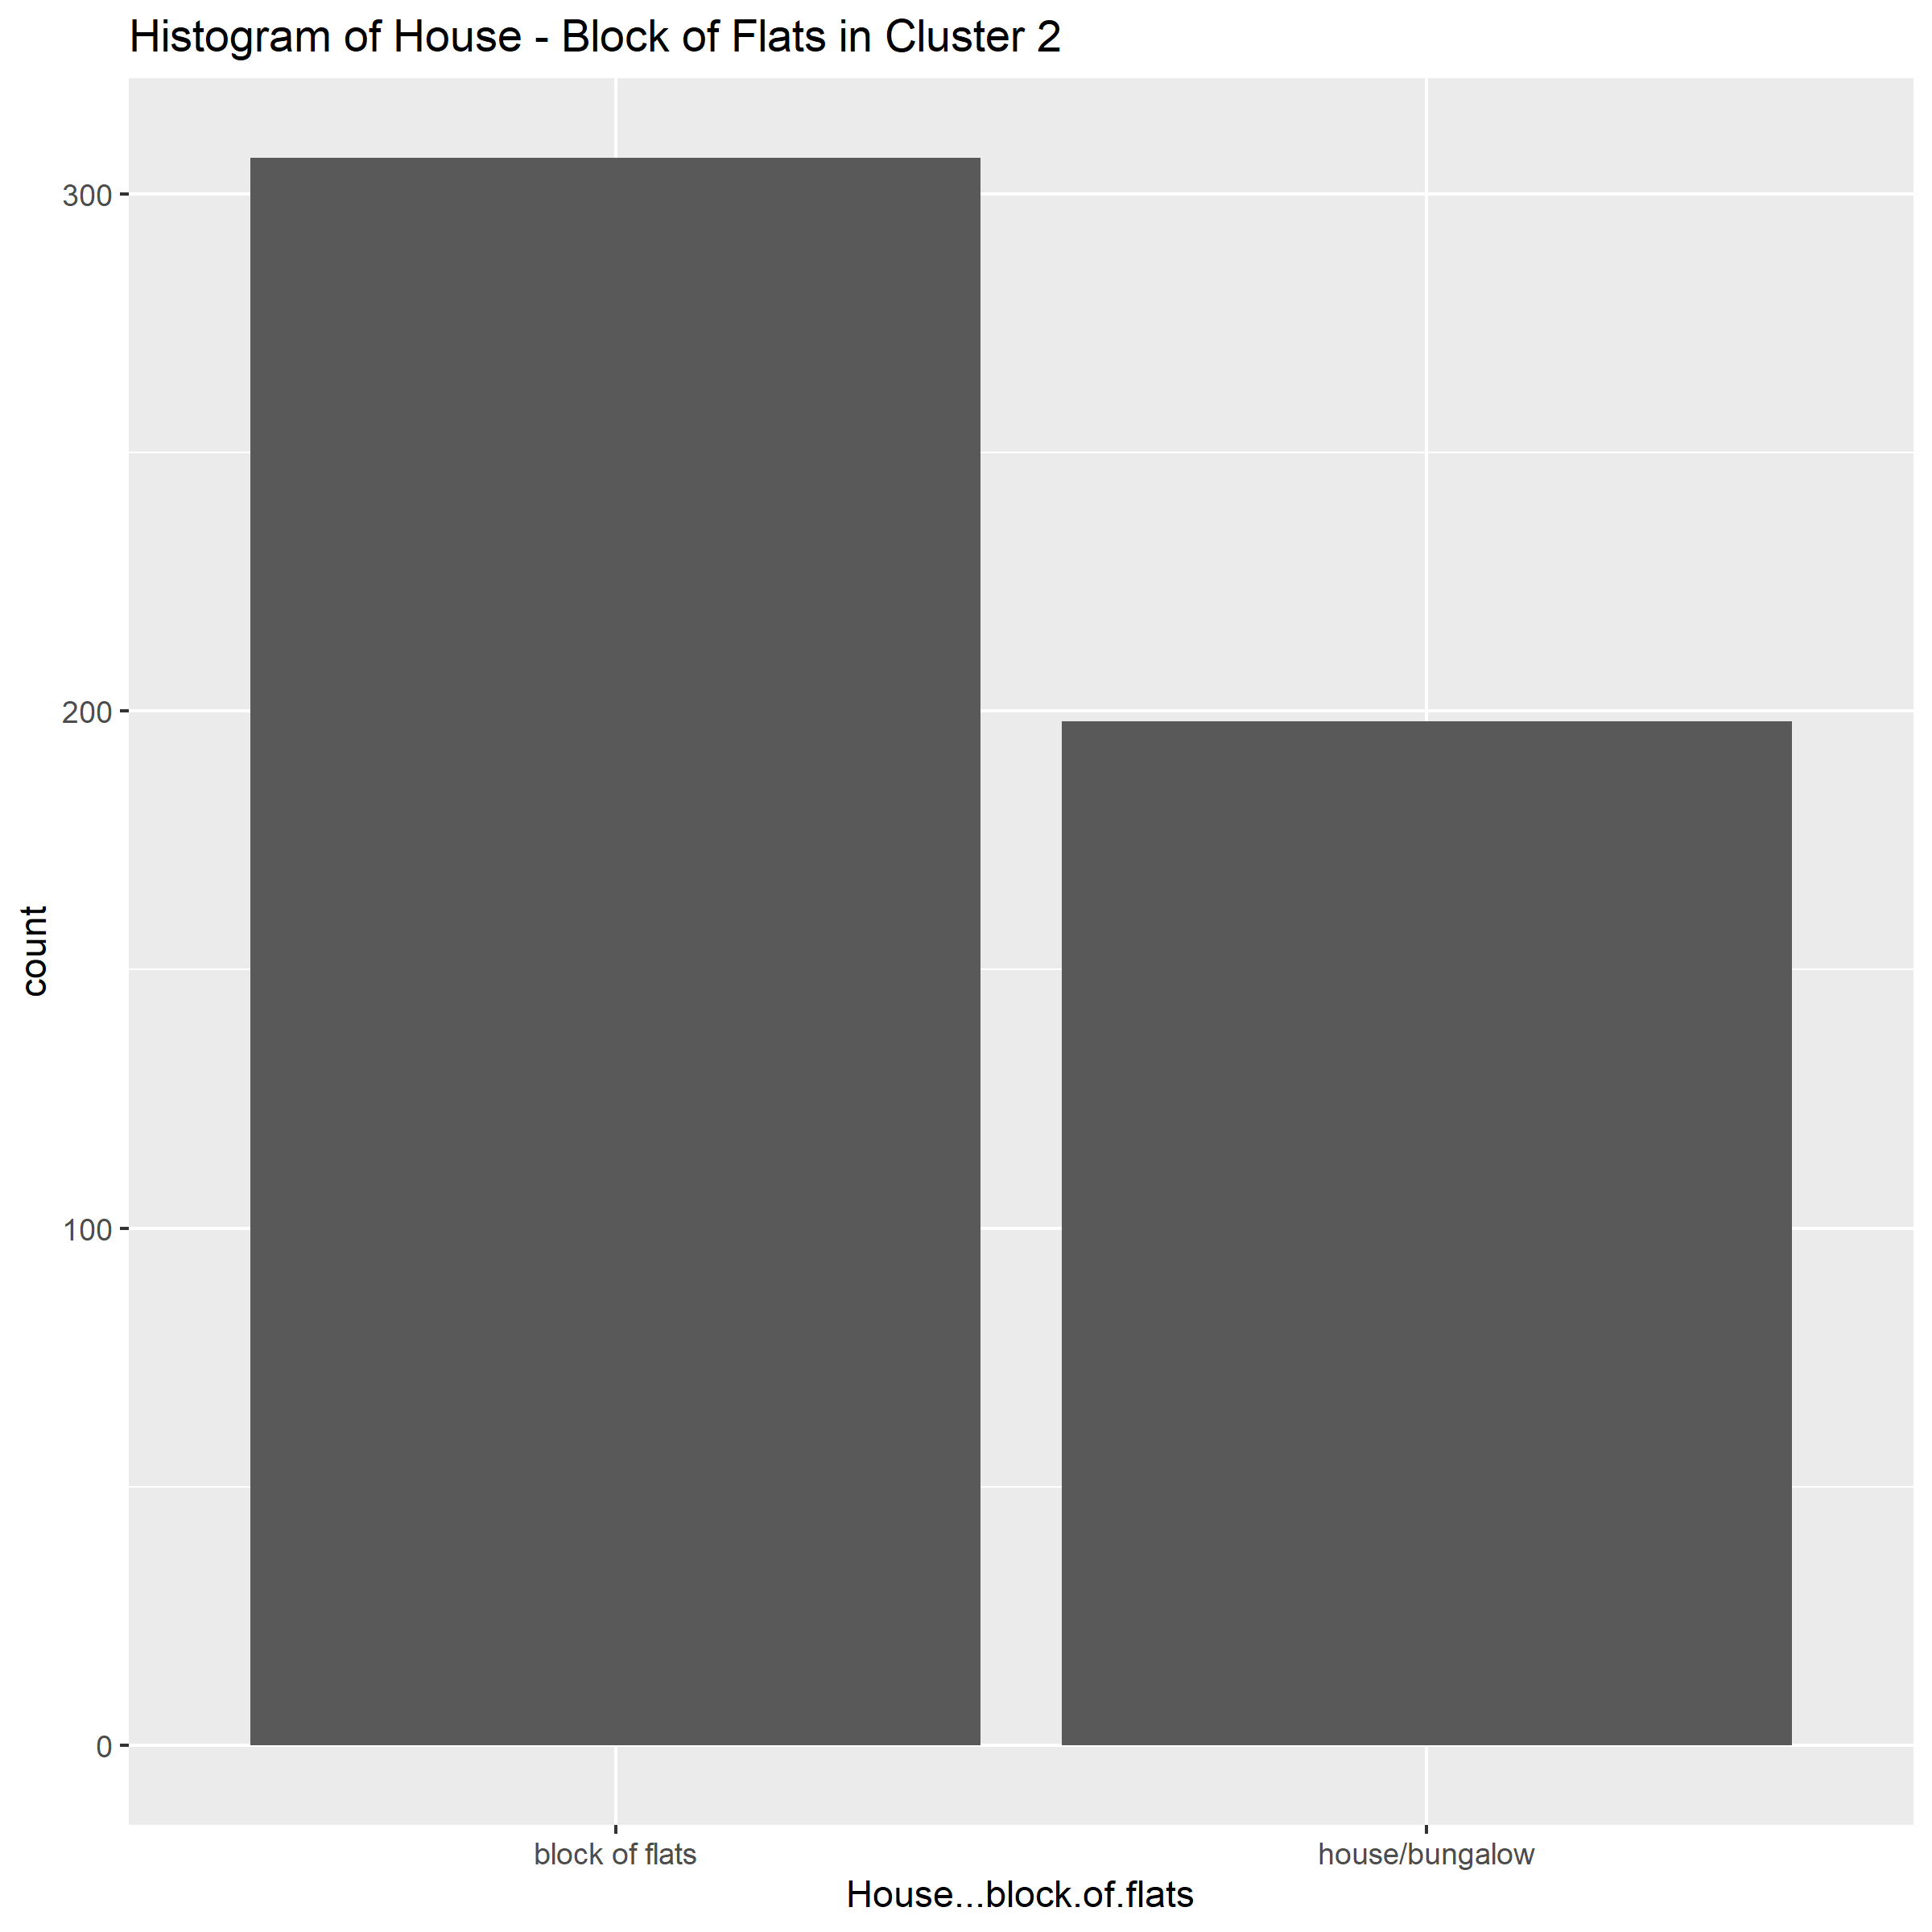 Histogram of House - Block of Flats in Cluster 2
300
200
100
0
count
block of flats
house/bungalow
House...block.of.flats